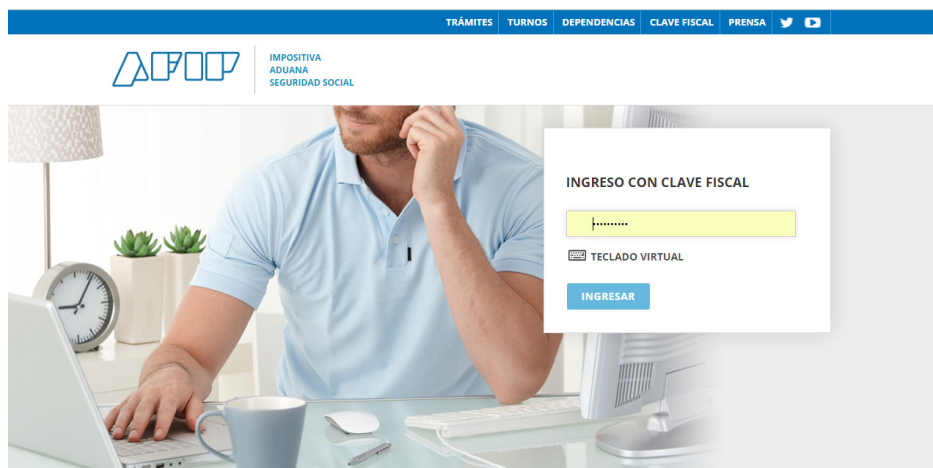 TRÁMITES TURNOS DEPENDENCIAS CLAVE FISCAL PRENSA
AFIP
IMPOSITIVA
ADUANA
SEGURIDAD SOCIAL
INGRESO CON CLAVE FISCAL
••••••••••
TECLADO VIRTUAL
INGRESAR